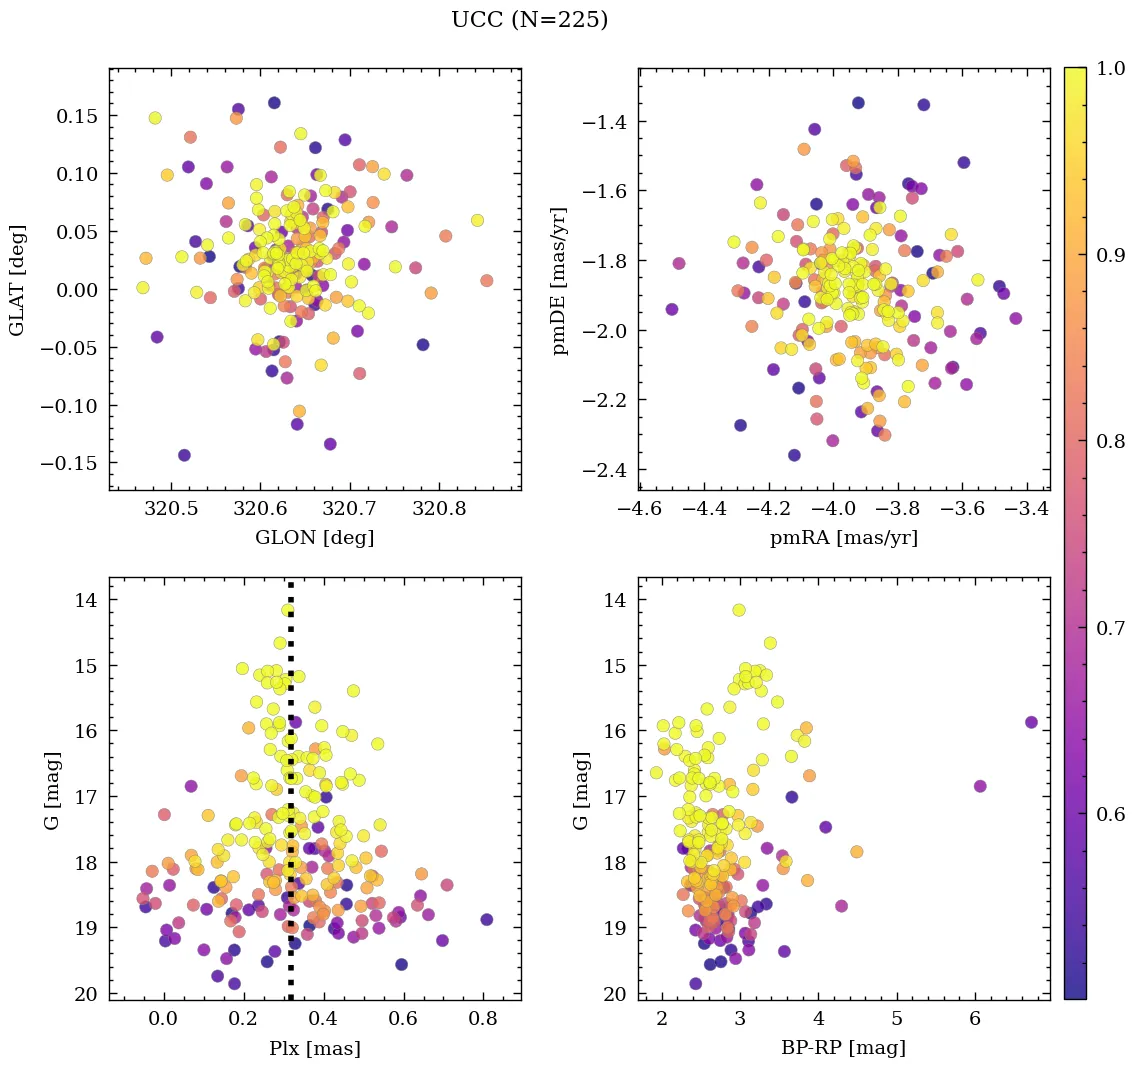 UCC (N=225)
0.15
0.10
0.05
0.00
−0.05
−0.10
−0.15
GLAT [deg]
320.5 320.6 320.7 320.8
GLON [deg]
−1.4
−1.6
−1.8
−2.0
−2.2
−2.4
pmDE [mas/yr]
−4.6 −4.4 −4.2 −4.0 −3.8 −3.6 −3.4
pmRA [mas/yr]
14
15
16
17
18
19
20
G [mag]
0.0 0.2 0.4 0.6 0.8
Plx [mas]
14
15
16
17
18
19
20
G [mag]
2 3 4 5 6
BP-RP [mag]
1.0
0.9
0.8
0.7
0.6